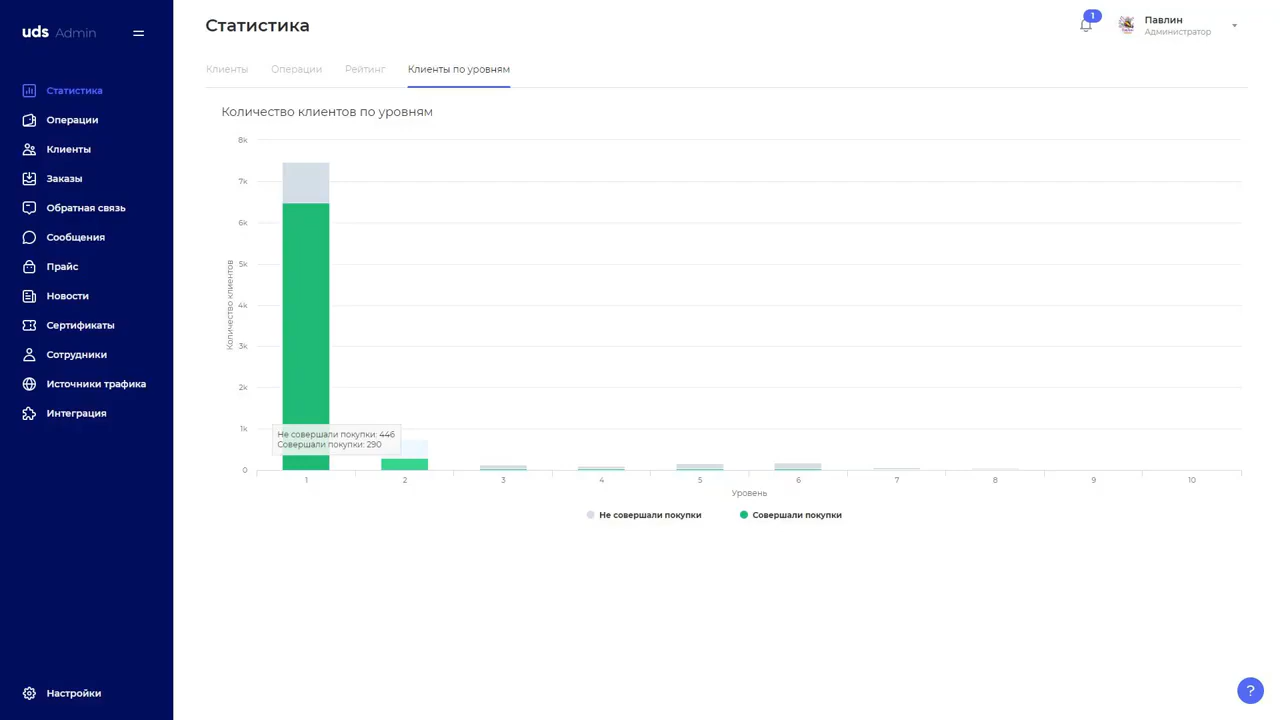 uds Admin
Статистика
Операции
Клиенты
Заказы
Обратная связь
Сообщения
Прайс
Новости
Сертификаты
Сотрудники
Источники трафика
Интеграция
Настройки
Статистика
1
Павлин
Администратор
Клиенты Операции Рейтинг Клиенты по уровням
Количество клиентов по уровням
Количество клиентов
8k
7k
6k
5k
4k
3k
2k
1k
0
Не совершали покупки: 446
Совершали покупки: 290
1 2 3 4 5 6 7 8 9 10
Уровень
Не совершали покупки Совершали покупки
?